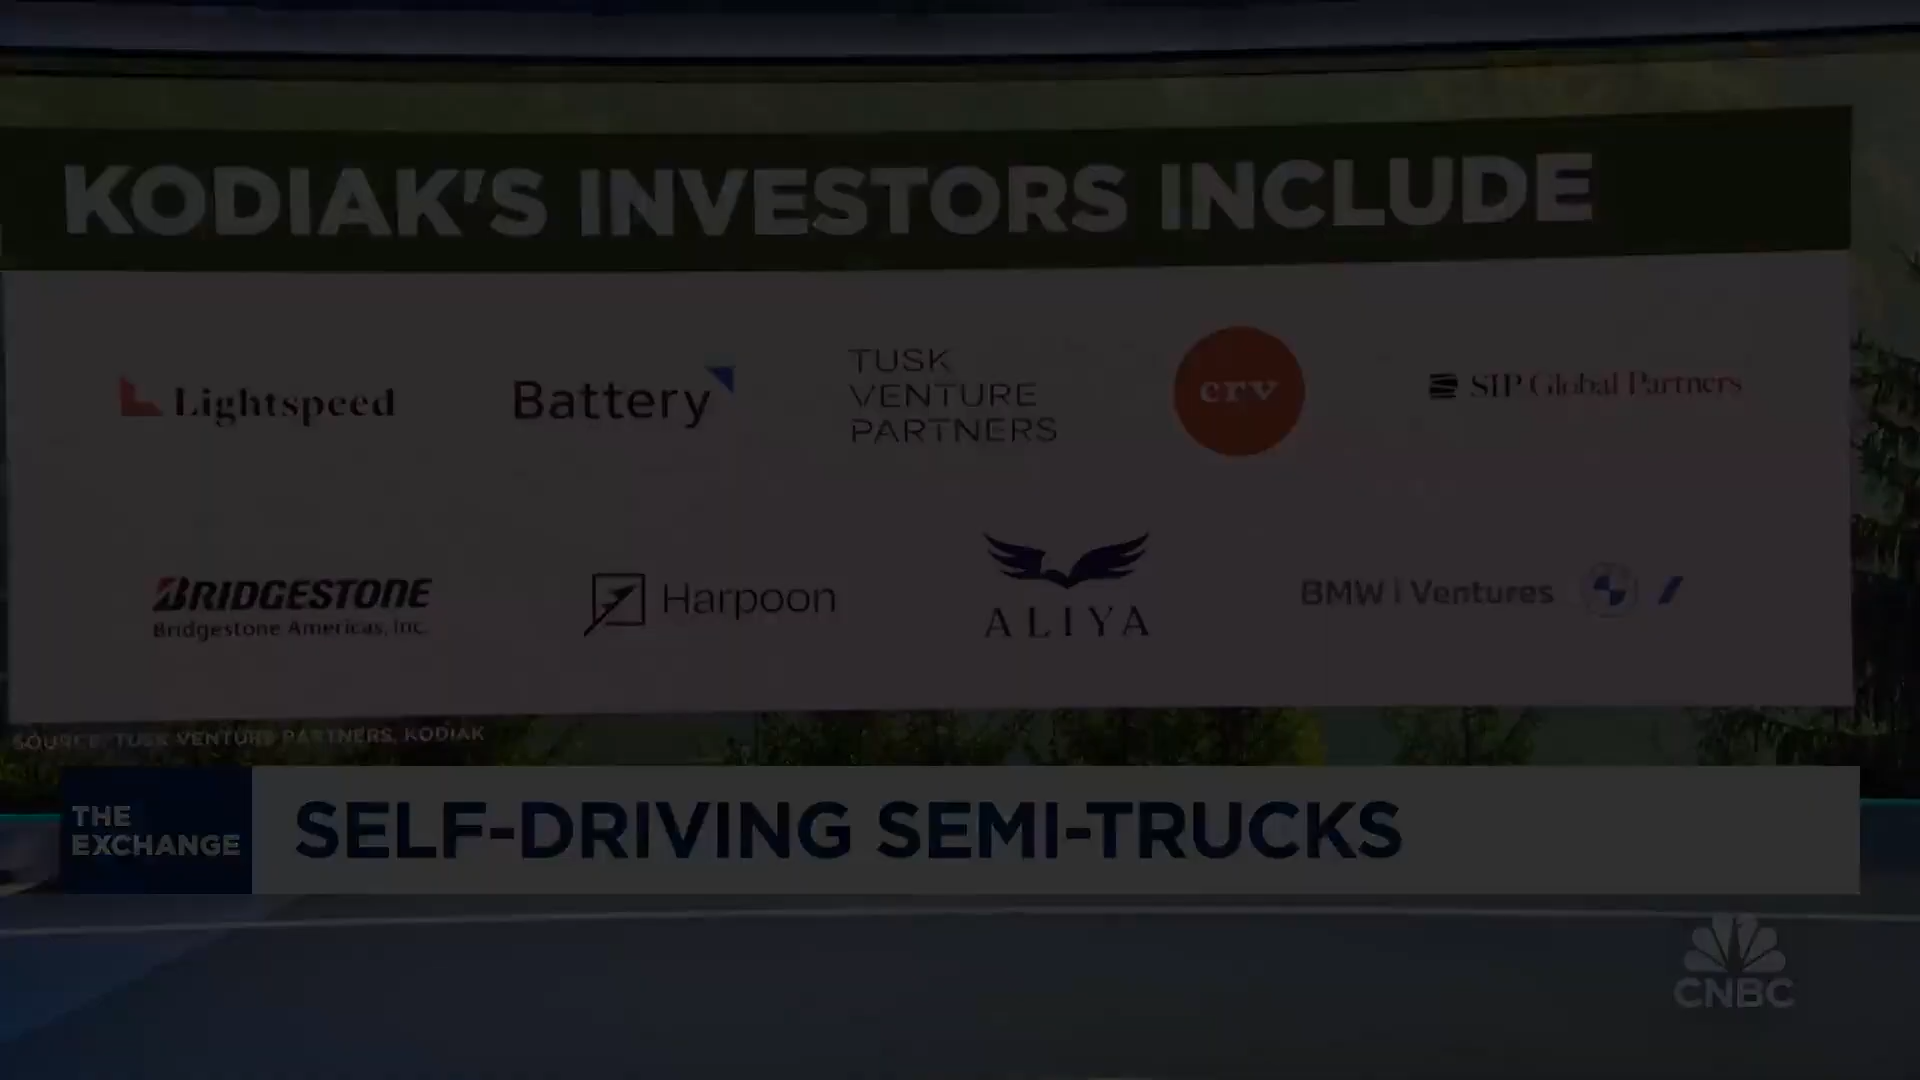 KODIAK'S INVESTORS INCLUDE
Lightspeed
Battery
TUSK
VENTURE
PARTNERS
crv
SIP Global Partners
BRIDGESTONE
Bridgestone Americas, Inc.
Harpoon
ALIYA
BMW i Ventures
SOURCE: TUSK VENTURE PARTNERS, KODIAK
THE
EXCHANGE
SELF-DRIVING SEMI-TRUCKS
CNBC